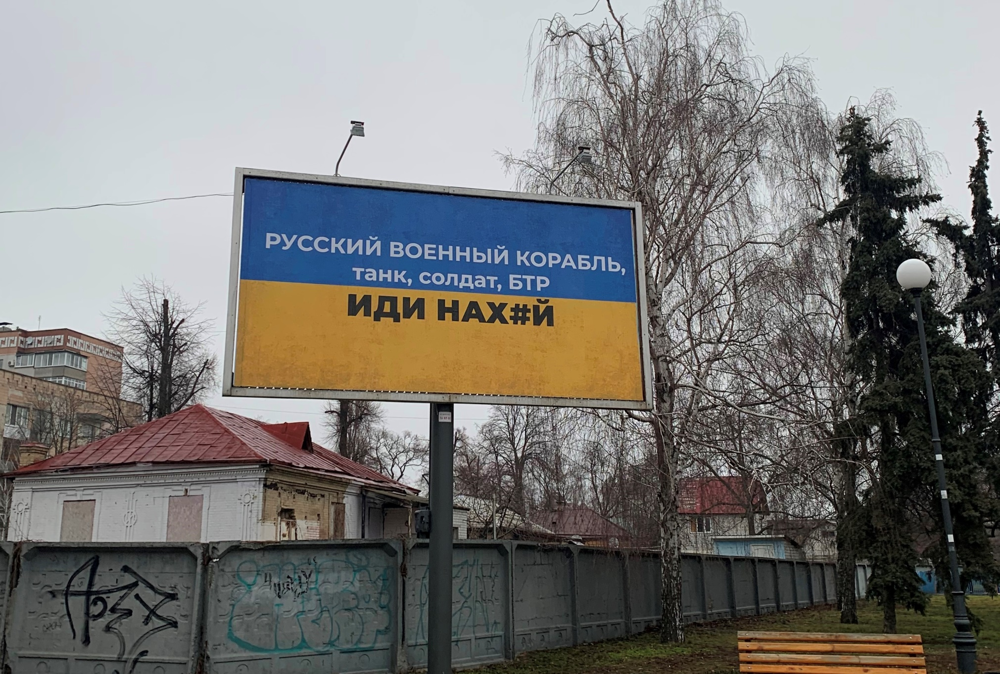 РУССКИЙ ВОЕННЫЙ КОРАБЛЬ,
танк, солдат, БТР
ИДИ НАХ#Й